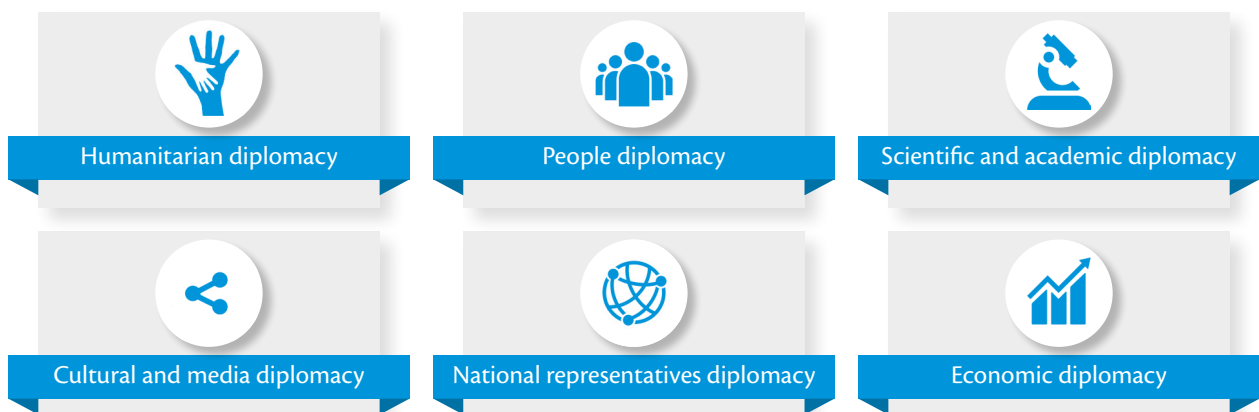 Humanitarian diplomacy
People diplomacy
Scientific and academic diplomacy
Cultural and media diplomacy
National representatives diplomacy
Economic diplomacy